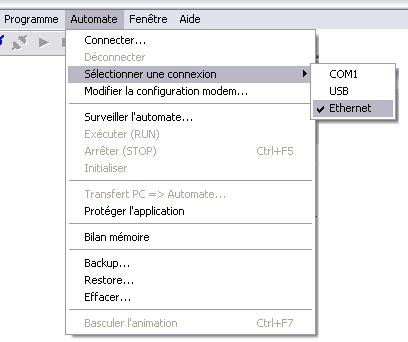 Programme Automate Fenêtre Aide
Connecter...
Déconnecter
Sélectionner une connexion
COM1
USB
Ethernet
Modifier la configuration modem...
Surveiller l'automate...
Exécuter (RUN)
Arrêter (STOP) Ctrl+F5
Initialiser
Transfert PC => Automate...
Protéger l'application
Bilan mémoire
Backup...
Restore...
Effacer...
Basculer l'animation Ctrl+F7